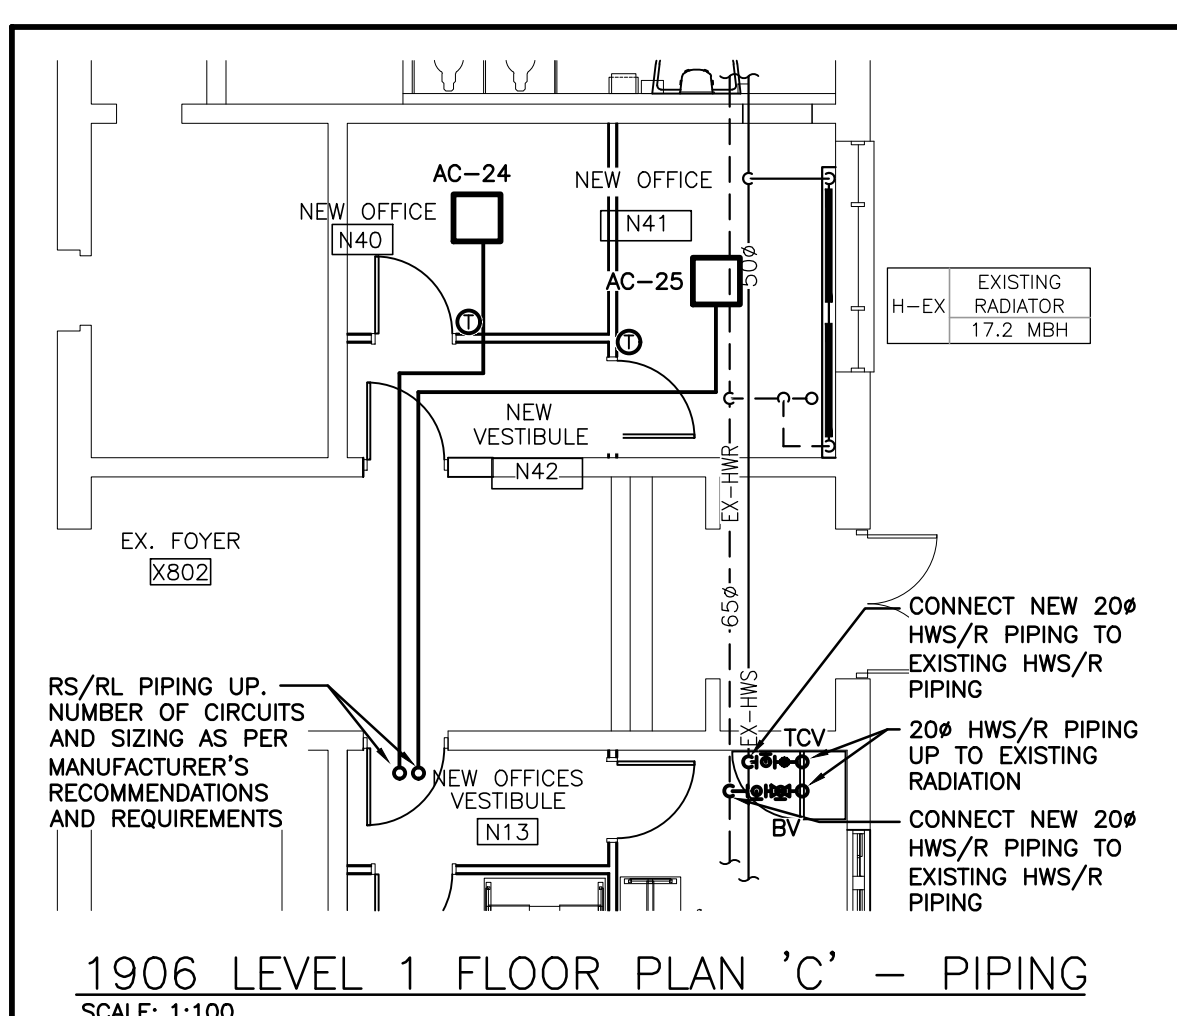 AC-24
NEW OFFICE
N40
NEW OFFICE
N41
AC-25
50ø
T
T
H-EX
EXISTING
RADIATOR
17.2 MBH
NEW
VESTIBULE
N42
EX-HWR
65ø
EX-HWS
EX. FOYER
X802
CONNECT NEW 20ø
HWS/R PIPING TO
EXISTING HWS/R
PIPING
RS/RL PIPING UP.
NUMBER OF CIRCUITS
AND SIZING AS PER
MANUFACTURER'S
RECOMMENDATIONS
AND REQUIREMENTS
TCV
20ø HWS/R PIPING
UP TO EXISTING
RADIATION
NEW OFFICES
VESTIBULE
N13
BV
CONNECT NEW 20ø
HWS/R PIPING TO
EXISTING HWS/R
PIPING
1906 LEVEL 1 FLOOR PLAN 'C' - PIPING
SCALE: 1:100